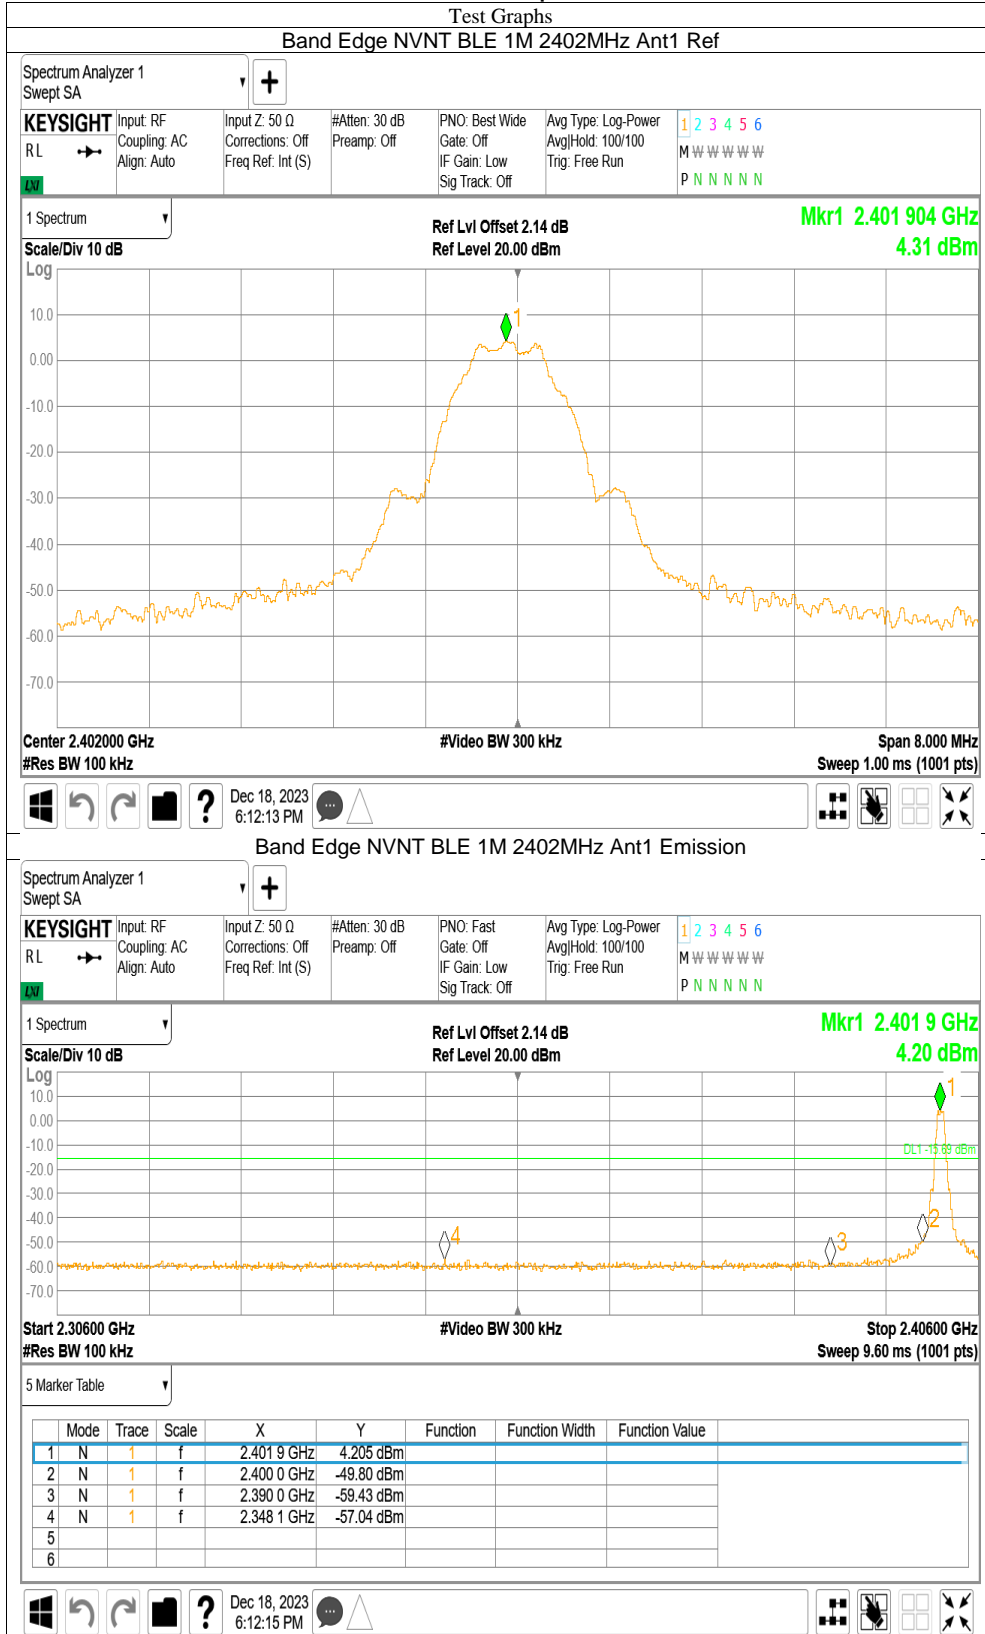 Test Graphs
Band Edge NVNT BLE 1M 2402MHz Ant1 Ref
Spectrum Analyzer 1
Swept SA
KEYSIGHT
RL
LXI
Input: RF
Coupling: AC
Align: Auto
Input Z: 50 Ω
Corrections: Off
Freq Ref: Int (S)
#Atten: 30 dB
Preamp: Off
PNO: Best Wide
Gate: Off
IF Gain: Low
Sig Track: Off
Avg Type: Log-Power
Avg|Hold: 100/100
Trig: Free Run
1 2 3 4 5 6
M W W W W W
P N N N N N
1 Spectrum
Scale/Div 10 dB
Ref Lvl Offset 2.14 dB
Ref Level 20.00 dBm
Mkr1 2.401 904 GHz
4.31 dBm
Log
10.0
0.00
-10.0
-20.0
-30.0
-40.0
-50.0
-60.0
-70.0
1
Center 2.402000 GHz
#Video BW 300 kHz
Span 8.000 MHz
#Res BW 100 kHz
Sweep 1.00 ms (1001 pts)
?
Dec 18, 2023
6:12:13 PM
Band Edge NVNT BLE 1M 2402MHz Ant1 Emission
Spectrum Analyzer 1
Swept SA
KEYSIGHT
RL
LXI
Input: RF
Coupling: AC
Align: Auto
Input Z: 50 Ω
Corrections: Off
Freq Ref: Int (S)
#Atten: 30 dB
Preamp: Off
PNO: Fast
Gate: Off
IF Gain: Low
Sig Track: Off
Avg Type: Log-Power
Avg|Hold: 100/100
Trig: Free Run
1 2 3 4 5 6
M W W W W W
P N N N N N
1 Spectrum
Scale/Div 10 dB
Ref Lvl Offset 2.14 dB
Ref Level 20.00 dBm
Mkr1 2.401 9 GHz
4.20 dBm
Log
10.0
0.00
-10.0
-20.0
-30.0
-40.0
-50.0
-60.0
-70.0
1
DL1 -15.69 dBm
2
3
4
Start 2.30600 GHz
#Video BW 300 kHz
Stop 2.40600 GHz
#Res BW 100 kHz
Sweep 9.60 ms (1001 pts)
5 Marker Table
Mode Trace Scale X Y Function Function Width Function Value
1 N 1 f 2.401 9 GHz 4.205 dBm
2 N 1 f 2.400 0 GHz -49.80 dBm
3 N 1 f 2.390 0 GHz -59.43 dBm
4 N 1 f 2.348 1 GHz -57.04 dBm
5
6
?
Dec 18, 2023
6:12:15 PM